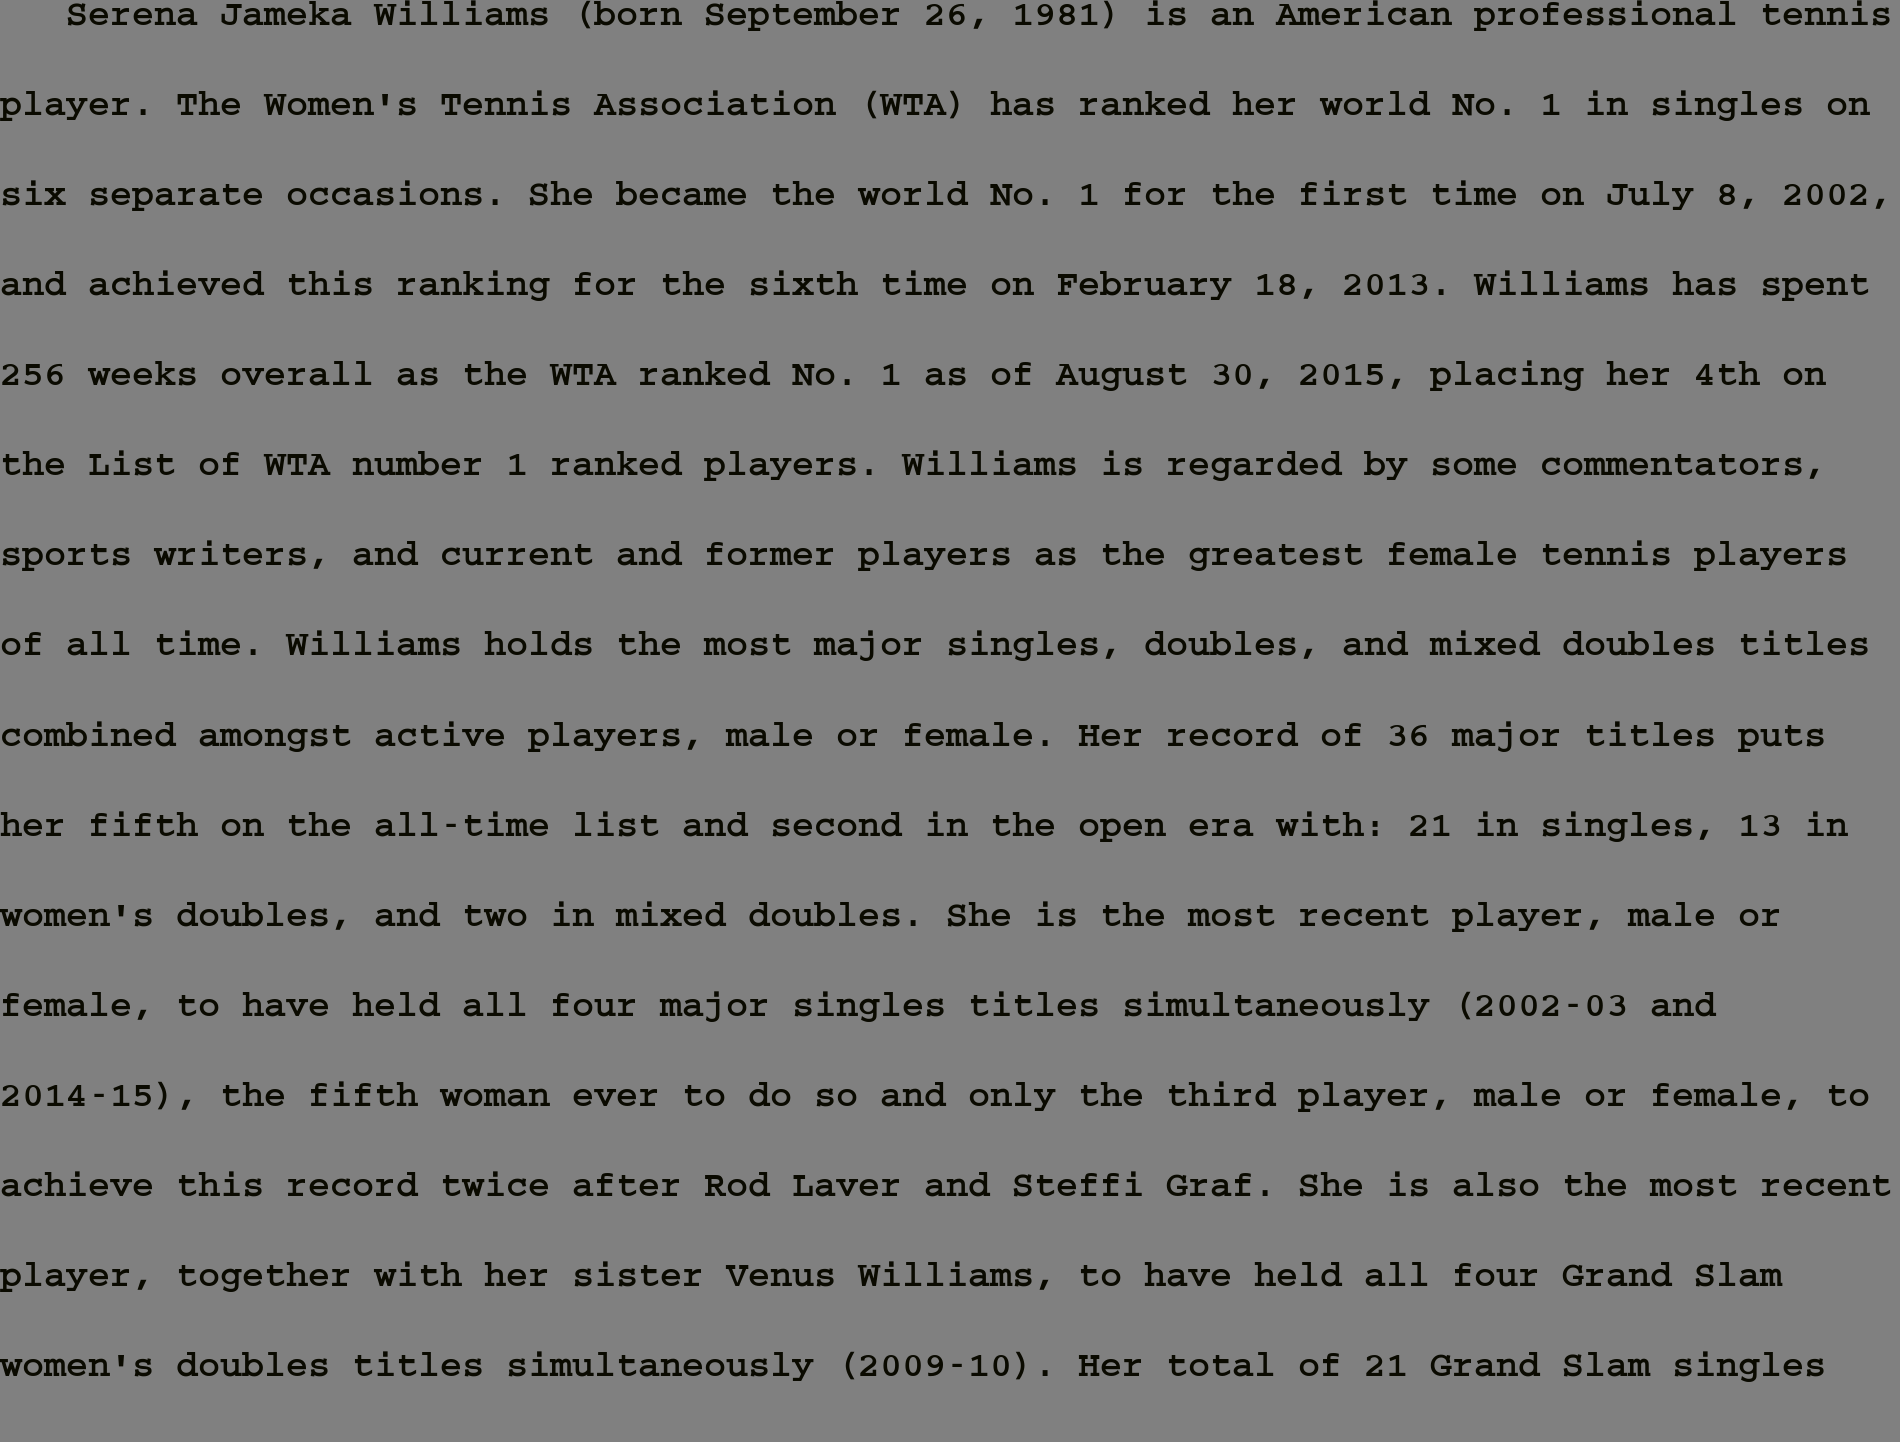 Serena Jameka Williams (born September 26, 1981) is an American professional tennis
player. The Women's Tennis Association (WTA) has ranked her world No. 1 in singles on
six separate occasions. She became the world No. 1 for the first time on July 8, 2002,
and achieved this ranking for the sixth time on February 18, 2013. Williams has spent
256 weeks overall as the WTA ranked No. 1 as of August 30, 2015, placing her 4th on
the List of WTA number 1 ranked players. Williams is regarded by some commentators,
sports writers, and current and former players as the greatest female tennis players
of all time. Williams holds the most major singles, doubles, and mixed doubles titles
combined amongst active players, male or female. Her record of 36 major titles puts
her fifth on the all-time list and second in the open era with: 21 in singles, 13 in
women's doubles, and two in mixed doubles. She is the most recent player, male or
female, to have held all four major singles titles simultaneously (2002-03 and
2014-15), the fifth woman ever to do so and only the third player, male or female, to
achieve this record twice after Rod Laver and Steffi Graf. She is also the most recent
player, together with her sister Venus Williams, to have held all four Grand Slam
women's doubles titles simultaneously (2009-10). Her total of 21 Grand Slam singles